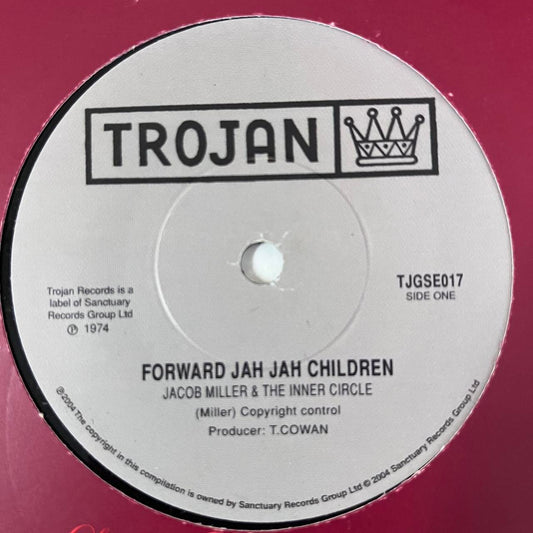 TROJAN
Trojan Records is a
label of Sanctuary
Records Group Ltd
℗ 1974
TJGSE017
SIDE ONE
FORWARD JAH JAH CHILDREN
JACOB MILLER & THE INNER CIRCLE
(Miller) Copyright control
Producer: T.COWAN
℗2004 The copyright in this compilation is owned by Sanctuary Records Group Ltd © 2004 Sanctuary Records Group Ltd